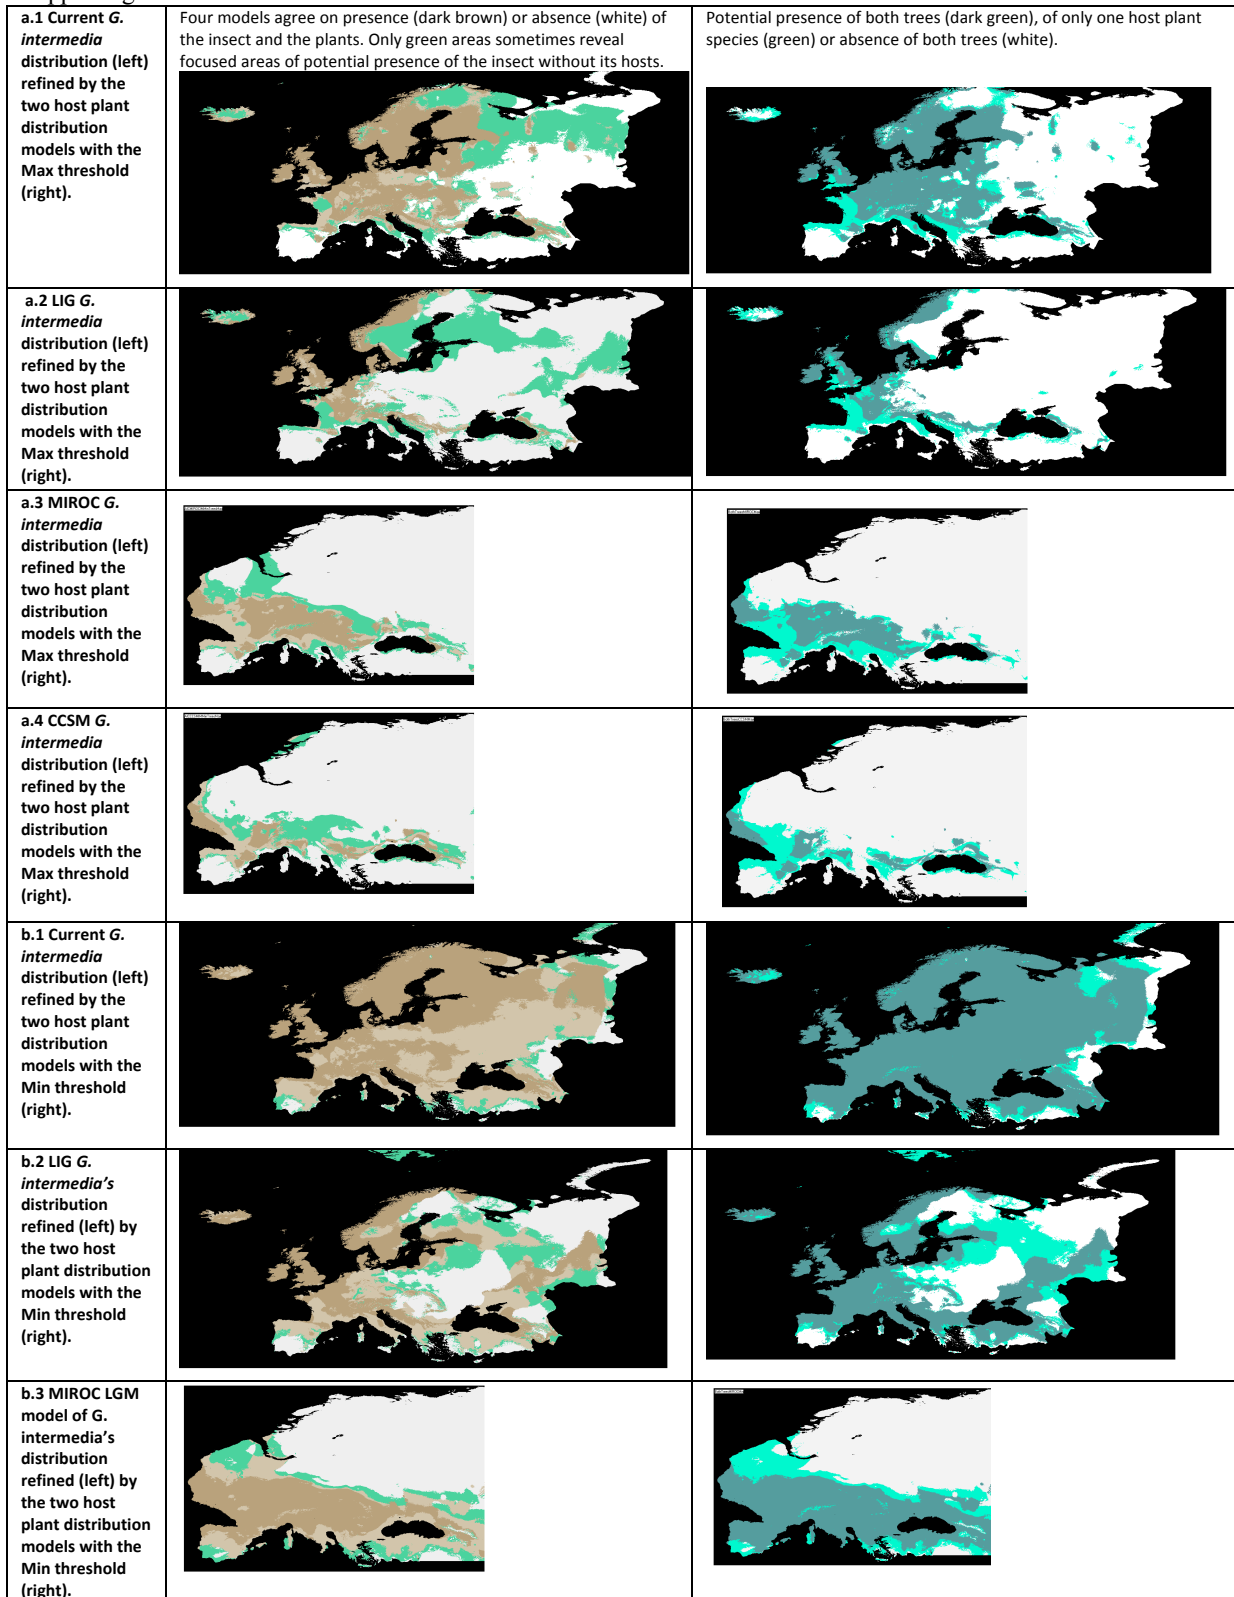 a.1 Current G.
intermedia
distribution (left)
refined by the
two host plant
distribution
models with the
Max threshold
(right).
Four models agree on presence (dark brown) or absence (white) of
the insect and the plants. Only green areas sometimes reveal
focused areas of potential presence of the insect without its hosts.
Potential presence of both trees (dark green), of only one host plant
species (green) or absence of both trees (white).
a.2 LIG G.
intermedia
distribution (left)
refined by the
two host plant
distribution
models with the
Max threshold
(right).
a.3 MIROC G.
intermedia
distribution (left)
refined by the
two host plant
distribution
models with the
Max threshold
(right).
a.4 CCSM G.
intermedia
distribution (left)
refined by the
two host plant
distribution
models with the
Max threshold
(right).
b.1 Current G.
intermedia
distribution (left)
refined by the
two host plant
distribution
models with the
Min threshold
(right).
b.2 LIG G.
intermedia's
distribution
refined (left) by
the two host
plant distribution
models with the
Min threshold
(right).
b.3 MIROC LGM
model of G.
intermedia's
distribution
refined (left) by
the two host
plant distribution
models with the
Min threshold
(right).